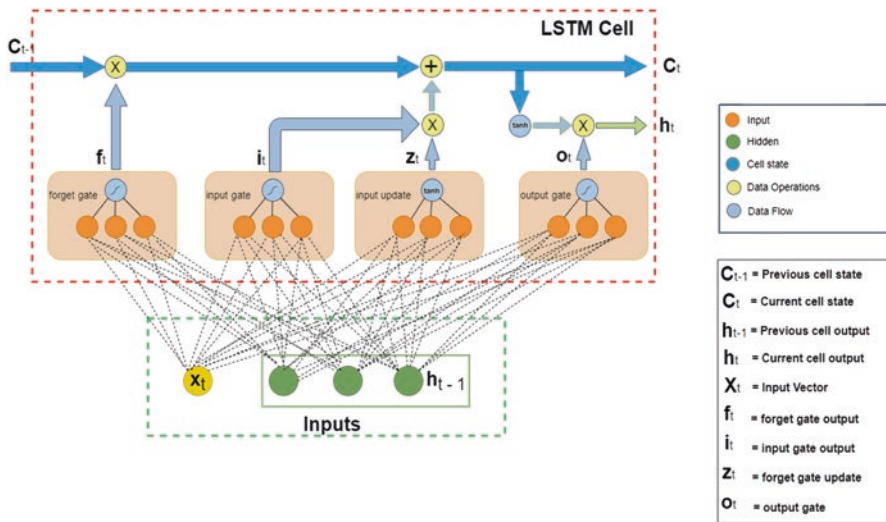 LSTM Cell
Ct-1
X
+
Ct
tanh
X
ht
X
ft
it
zt
ot
forget gate
input gate
input update
tanh
output gate
Input
Hidden
Cell state
Data Operations
Data Flow
xt
ht - 1
Inputs
Ct-1 = Previous cell state
Ct = Current cell state
ht-1 = Previous cell output
ht = Current cell output
Xt = Input Vector
ft = forget gate output
it = input gate output
zt = forget gate update
ot = output gate